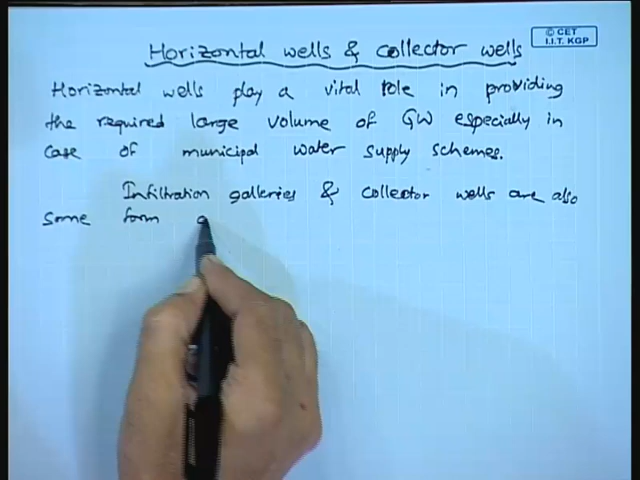 © CET
I.I.T. KGP
Horizontal wells & collector wells
Horizontal wells play a vital role in providing
the required large volume of GW especially in
case of municipal water supply schemes.
Infiltration galleries & collector wells are also
some form